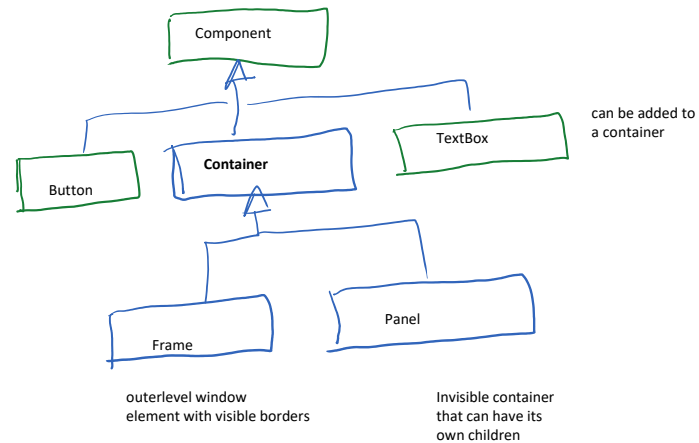 Component
can be added to
a container
TextBox
Container
Button
Panel
Frame
outerlevel window
element with visible borders
Invisible container
that can have its
own children